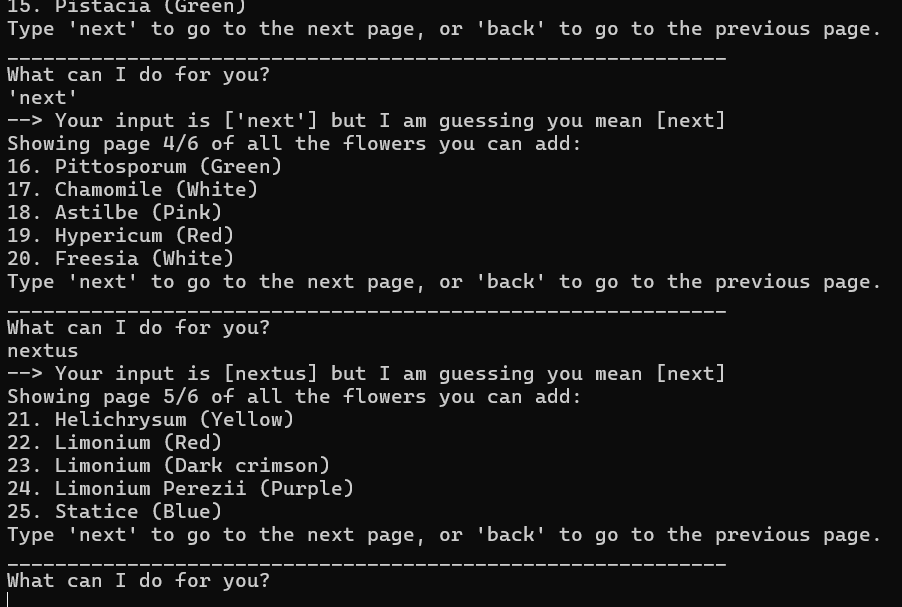 15. Pistacia (Green)
Type 'next' to go to the next page, or 'back' to go to the previous page.
____________________________________________________________
What can I do for you?
'next'
--> Your input is ['next'] but I am guessing you mean [next]
Showing page 4/6 of all the flowers you can add:
16. Pittosporum (Green)
17. Chamomile (White)
18. Astilbe (Pink)
19. Hypericum (Red)
20. Freesia (White)
Type 'next' to go to the next page, or 'back' to go to the previous page.
____________________________________________________________
What can I do for you?
nextus
--> Your input is [nextus] but I am guessing you mean [next]
Showing page 5/6 of all the flowers you can add:
21. Helichrysum (Yellow)
22. Limonium (Red)
23. Limonium (Dark crimson)
24. Limonium Perezii (Purple)
25. Statice (Blue)
Type 'next' to go to the next page, or 'back' to go to the previous page.
____________________________________________________________
What can I do for you?